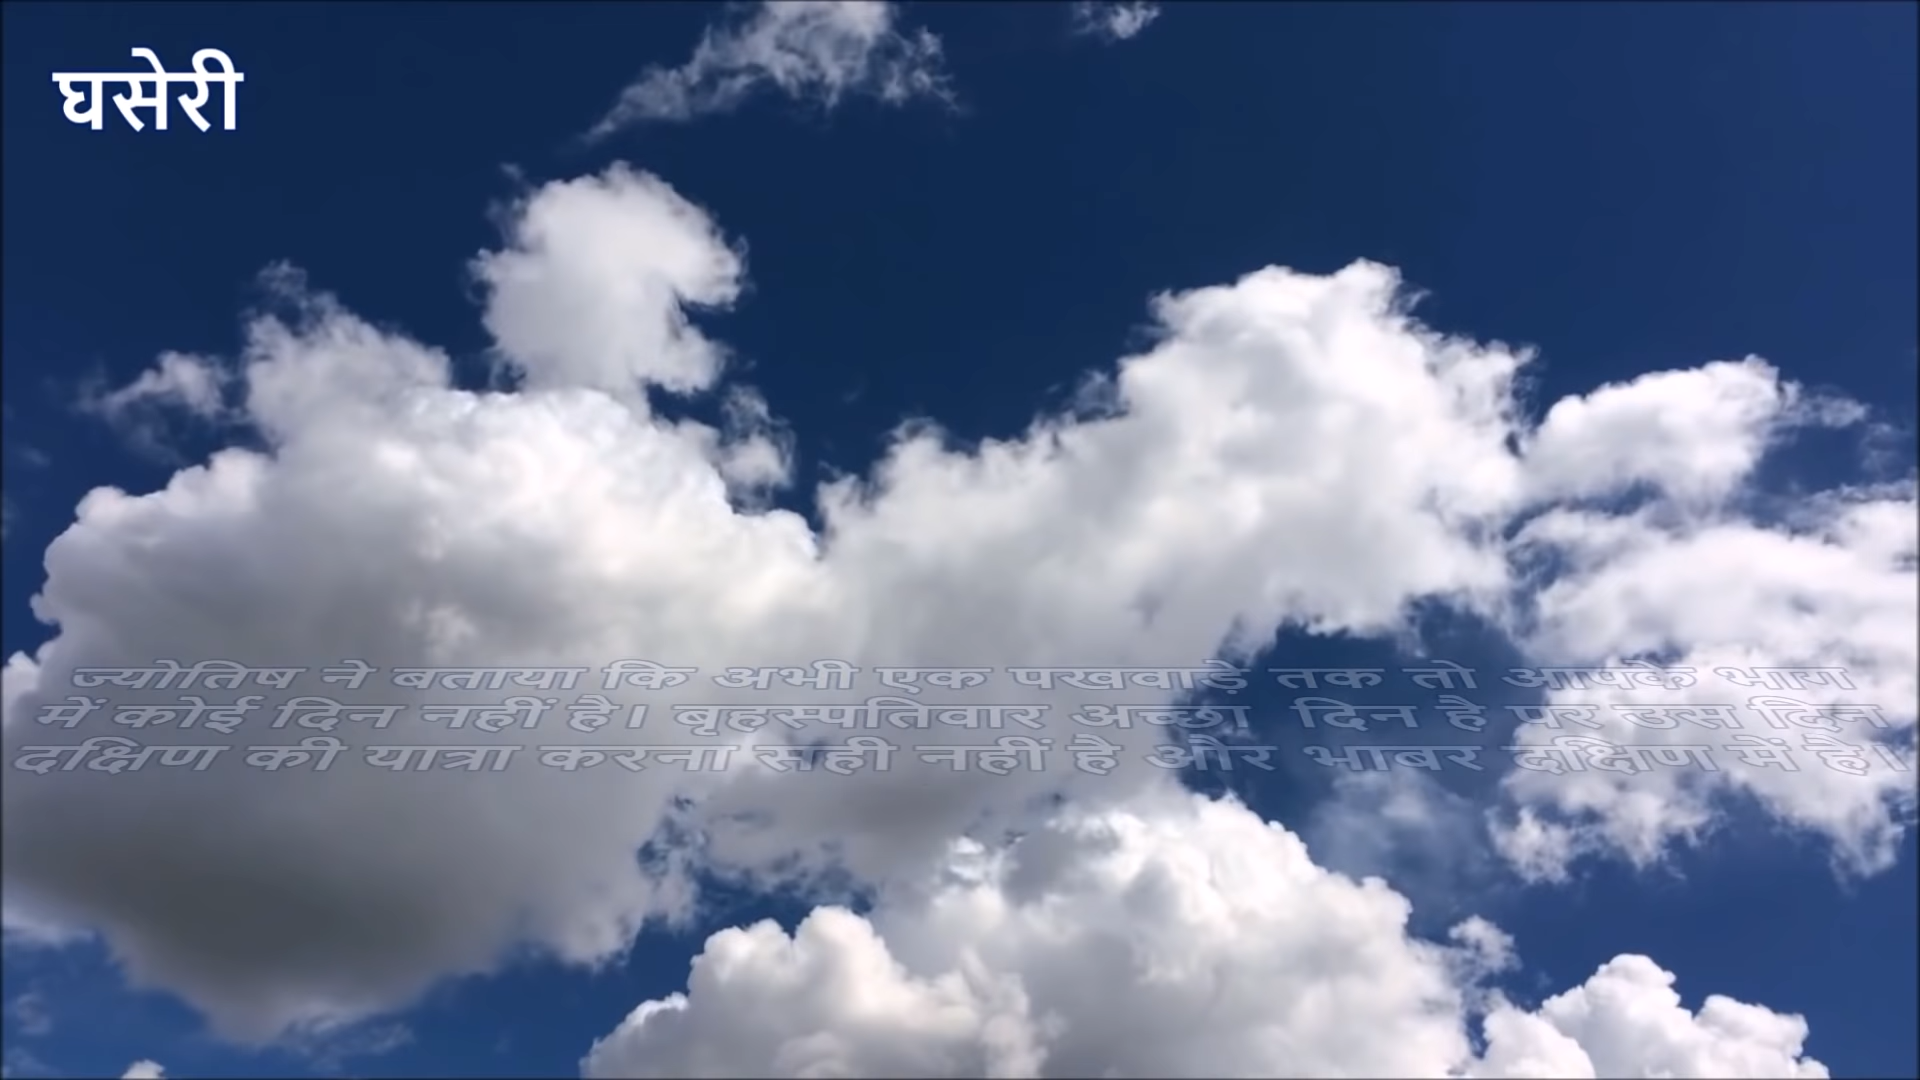 घसेरी
ज्योतिष ने बताया कि अभी एक पखवाड़े तक तो आपके भाग
में कोई दिन नहीं है। बृहस्पतिवार अच्छा दिन है पर उस दिन
दक्षिण की यात्रा करना सही नहीं है और भाबर दक्षिण में है।